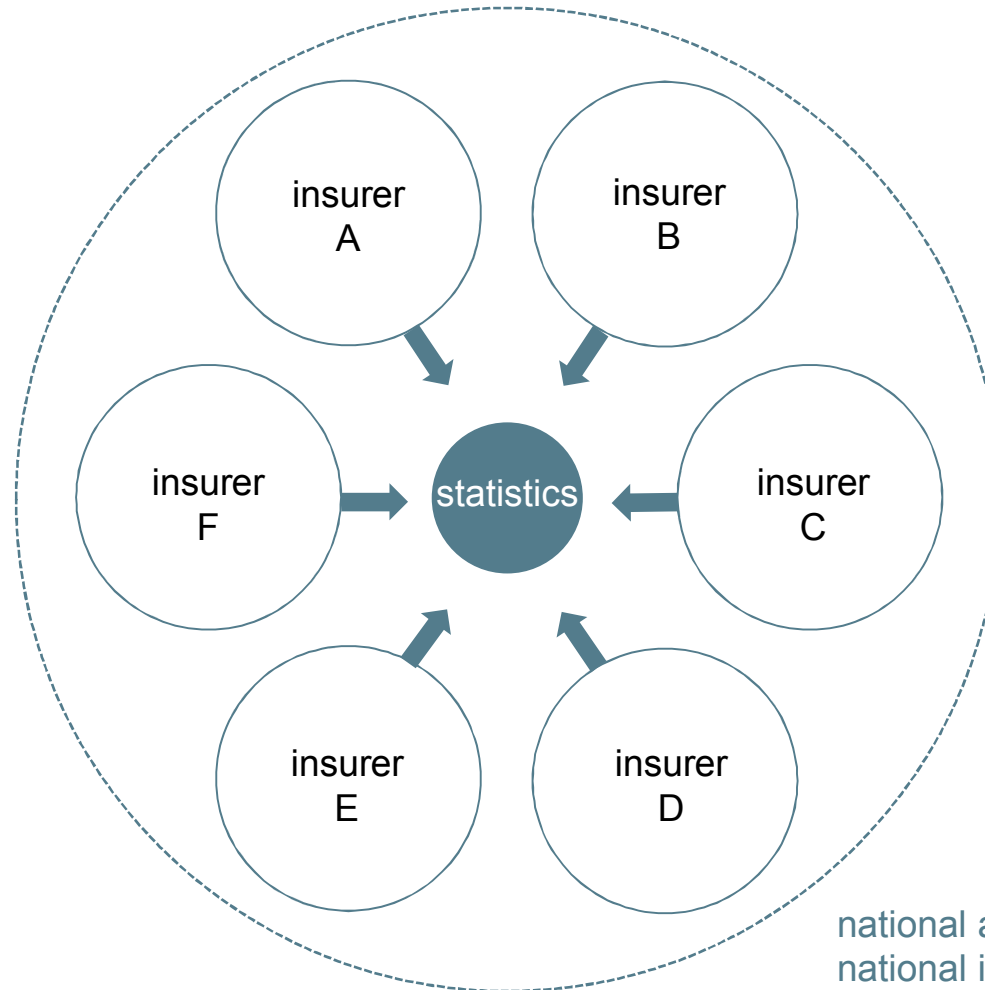 insurer
A
insurer
B
insurer
F
statistics
insurer
C
insurer
E
insurer
D
national
national